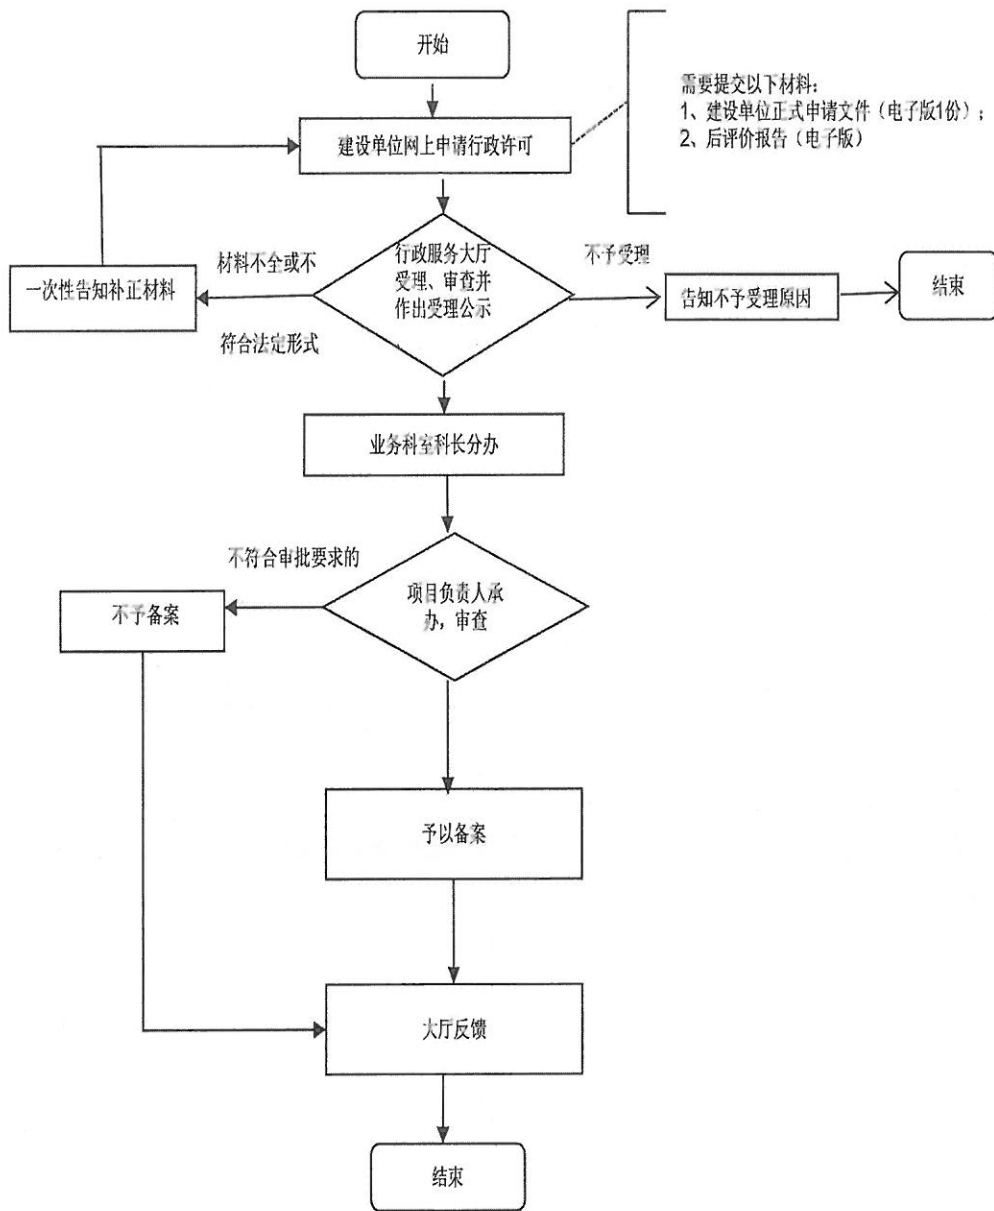 开始
需要提交以下材料：
1、建设单位正式申请文件（电子版1份）；
2、后评价报告（电子版）
建设单位网上申请行政许可
材料不全或不
符合法定形式
一次性告知补正材料
行政服务大厅
受理、审查并
作出受理公示
不予受理
告知不予受理原因
结束
业务科室科长分办
不符合审批要求的
不予备案
项目负责人承
办，审查
予以备案
大厅反馈
结束